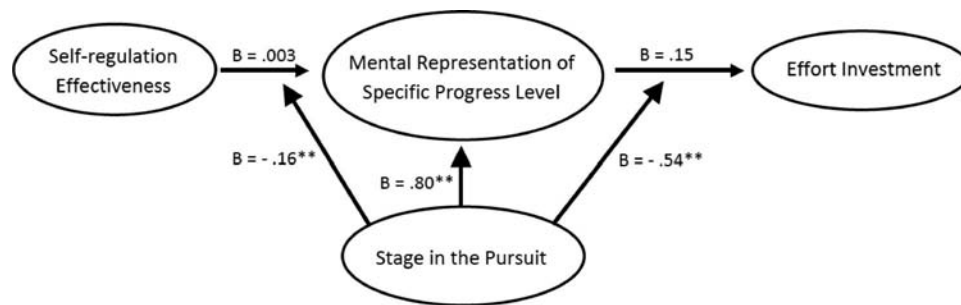 Self-regulation
Effectiveness
B = .003
Mental Representation of
Specific Progress Level
B = .15
Effort Investment
B = - .16**
B = .80**
B = - .54**
Stage in the Pursuit